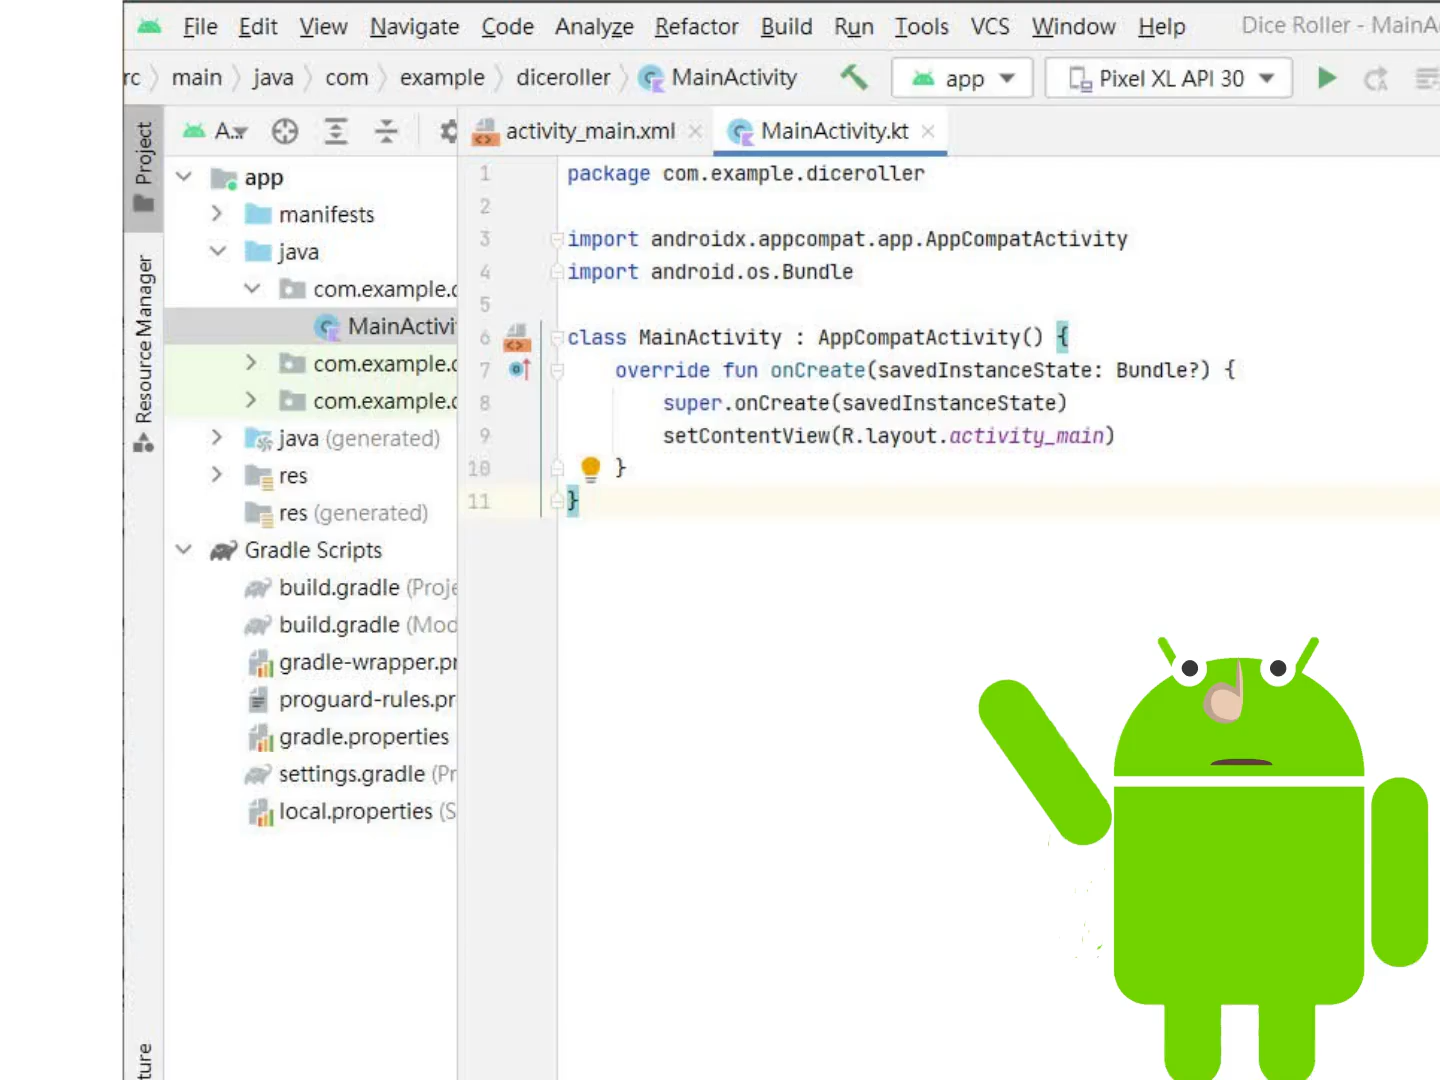 File Edit View Navigate Code Analyze Refactor Build Run Tools VCS Window Help Dice Roller - MainAc
rc main java com example diceroller MainActivity app Pixel XL API 30
Project
Resource Manager
ture
A...
app
manifests
java
com.example.d
MainActivi
com.example.d
com.example.d
java (generated)
res
res (generated)
Gradle Scripts
build.gradle (Proje
build.gradle (Mod
gradle-wrapper.pr
proguard-rules.pr
gradle.properties
settings.gradle (Pr
local.properties (S
activity_main.xml MainActivity.kt
1 package com.example.diceroller
2
3 import androidx.appcompat.app.AppCompatActivity
4 import android.os.Bundle
5
6 class MainActivity : AppCompatActivity() {
7 override fun onCreate(savedInstanceState: Bundle?) {
8 super.onCreate(savedInstanceState)
9 setContentView(R.layout.activity_main)
10 }
11 }